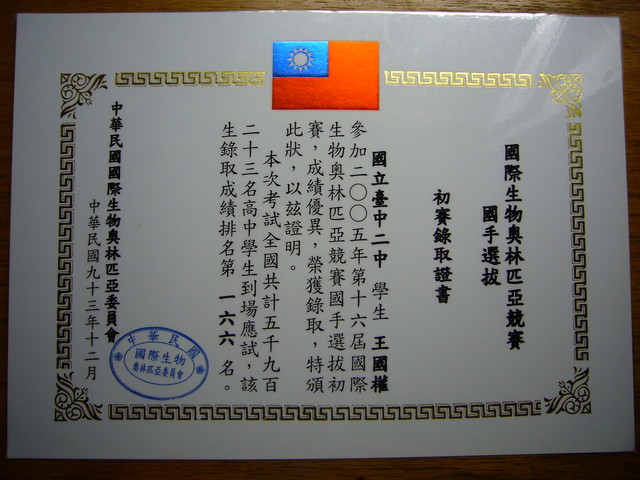 國際生物奧林匹亞競賽
國手選拔
初賽錄取證書
國立臺中二中 學生 王國權
參加二〇〇五年第十六屆國際
生物奧林匹亞競賽國手選拔初
賽,成績優異,榮獲錄取,特頒
此狀,以茲證明。
本次考試全國共計五千九百
二十三名高中學生到場應試,該
生錄取成績排名第 一六六 名。
中華民國國際生物奧林匹亞委員會
中華民國九十三年十二月
中華民國
國際生物
奧林匹亞委員會